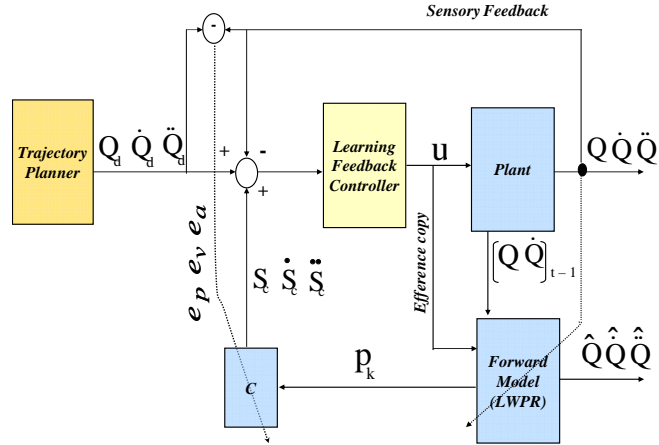 Sensory Feedback
-
Trajectory
Planner
Q_d Q̇_d Q̈_d
+
-
+
Learning
Feedback
Controller
u
Plant
Q Q̇ Q̈
e_p e_v e_a
Efference copy
[Q Q̇]_{t-1}
S_c Ṡ_c S̈_c
C
p_k
Forward
Model
(LWPR)
Q̂ Q̇̂ Q̈̂